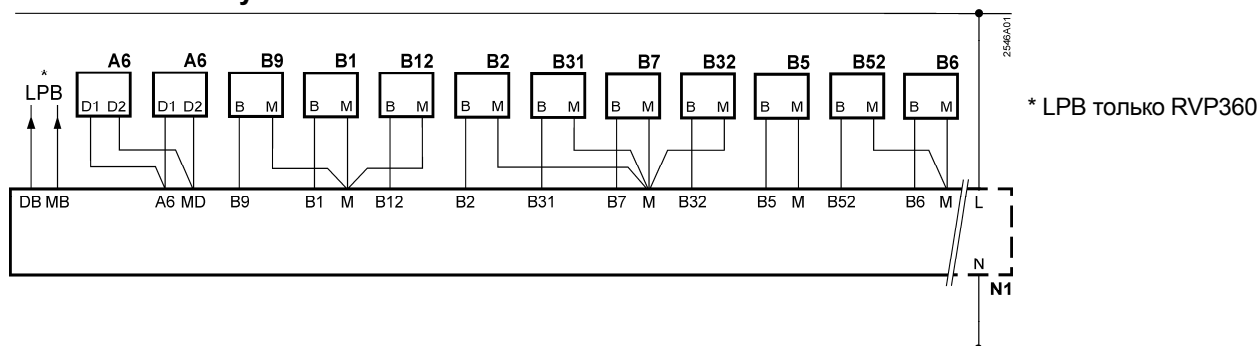 2546A01
A6 A6 B9 B1 B12 B2 B31 B7 B32 B5 B52 B6
*
LPB
D1 D2 D1 D2 B M B M B M B M B M B M B M B M B M B M
* LPB только RVP360
DB MB A6 MD B9 B1 M B12 B2 B31 B7 M B32 B5 M B52 B6 M L
N
N1